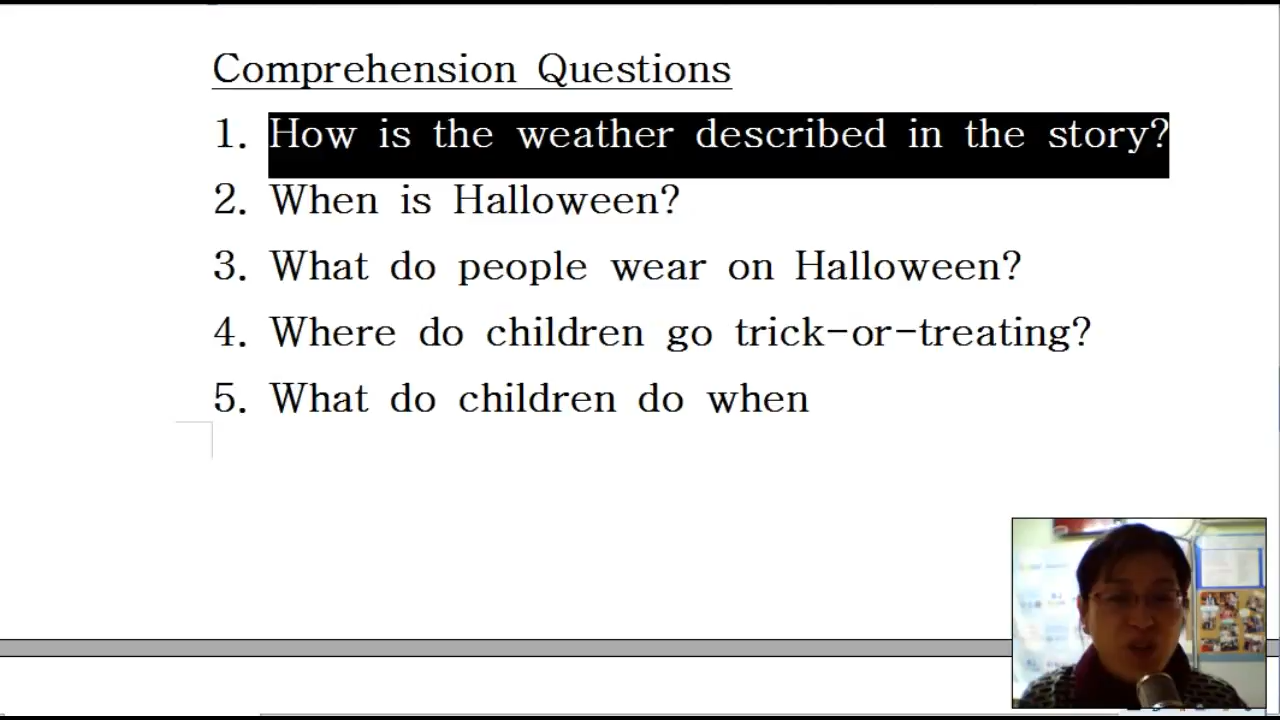 Comprehension Questions
1. How is the weather described in the story?
2. When is Halloween?
3. What do people wear on Halloween?
4. Where do children go trick-or-treating?
5. What do children do when